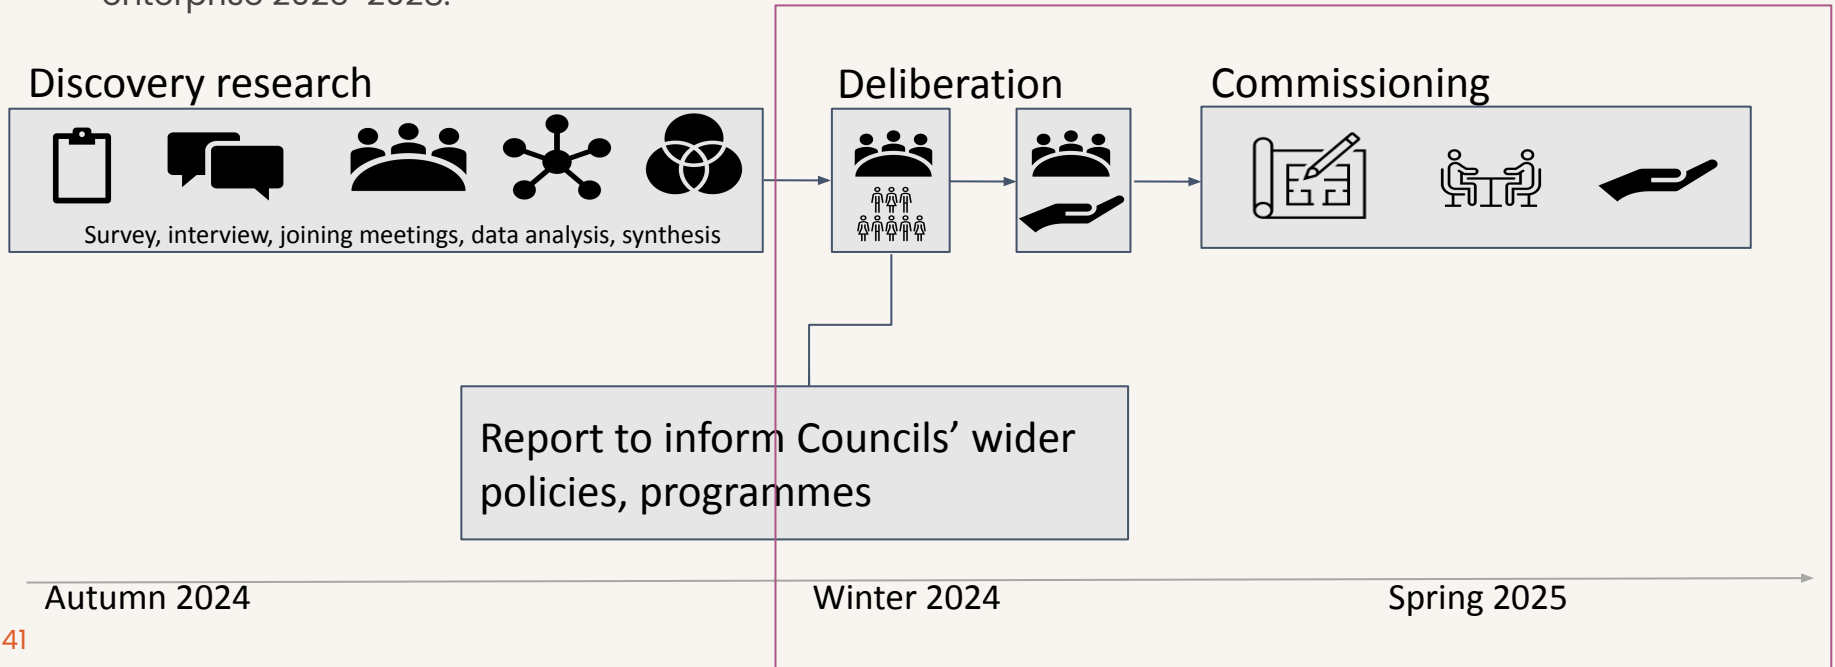 Discovery research
Deliberation
Commissioning
Survey, interview, joining meetings, data analysis, synthesis
Report to inform Councils’ wider
policies, programmes
Autumn 2024
Winter 2024
Spring 2025
41